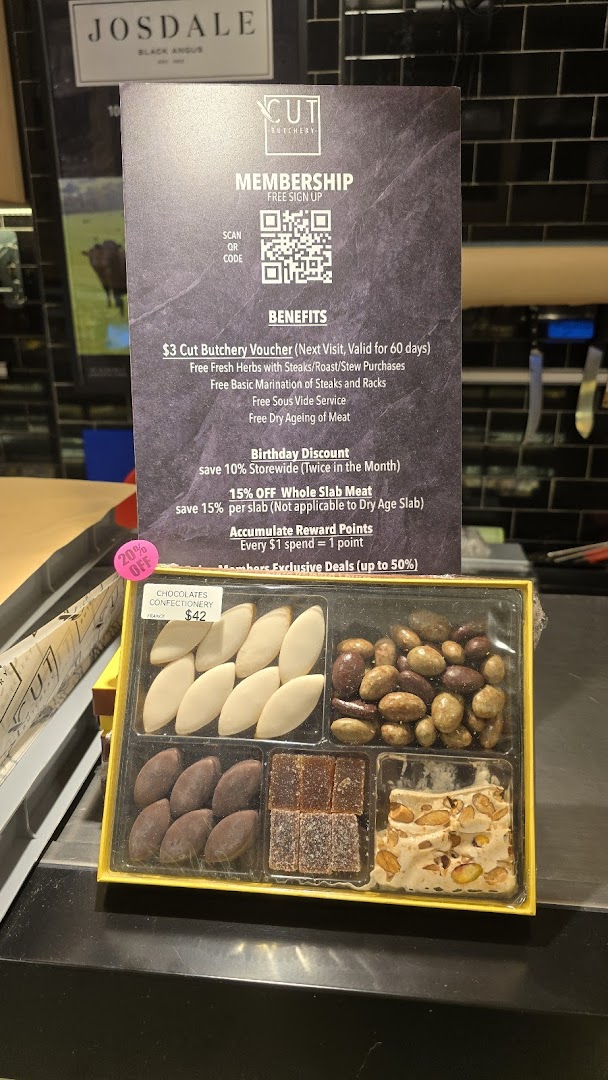 JOSDALE
BLACK ANGUS
CUT
BUTCHERY
MEMBERSHIP
FREE SIGN UP
SCAN
QR
CODE
BENEFITS
$3 Cut Butchery Voucher (Next Visit, Valid for 60 days)
Free Fresh Herbs with Steaks/Roast/Stew Purchases
Free Basic Marination of Steaks and Racks
Free Sous Vide Service
Free Dry Ageing of Meat
Birthday Discount
save 10% Storewide (Twice in the Month)
15% OFF Whole Slab Meat
save 15% per slab (Not applicable to Dry Age Slab)
Accumulate Reward Points
Every $1 spend = 1 point
Members Exclusive Deals (up to 50%)
20%
OFF
CHOCOLATES
CONFECTIONERY
FRANCE $42
CUT